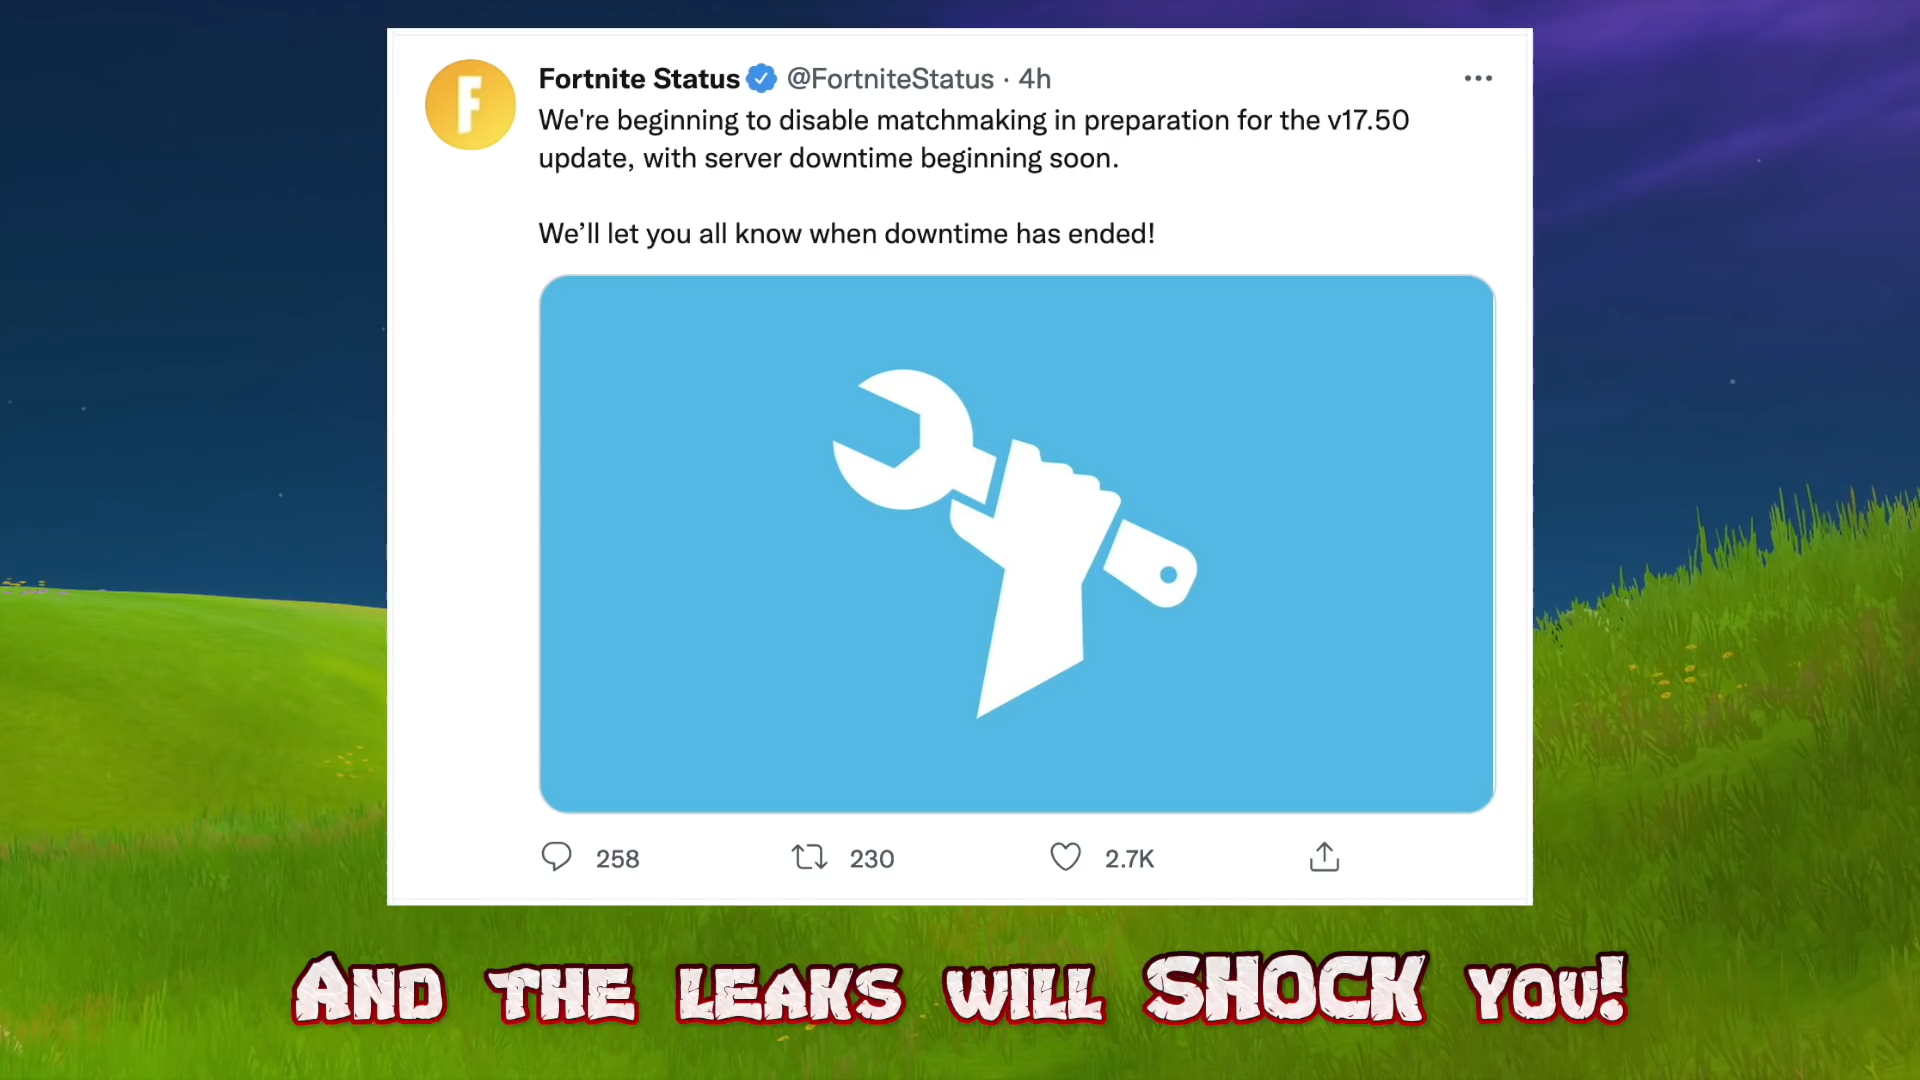 F
Fortnite Status @FortniteStatus · 4h
We're beginning to disable matchmaking in preparation for the v17.50
update, with server downtime beginning soon.
We’ll let you all know when downtime has ended!
258 230 2.7K
AND THE LEAKS WILL SHOCK YOU!